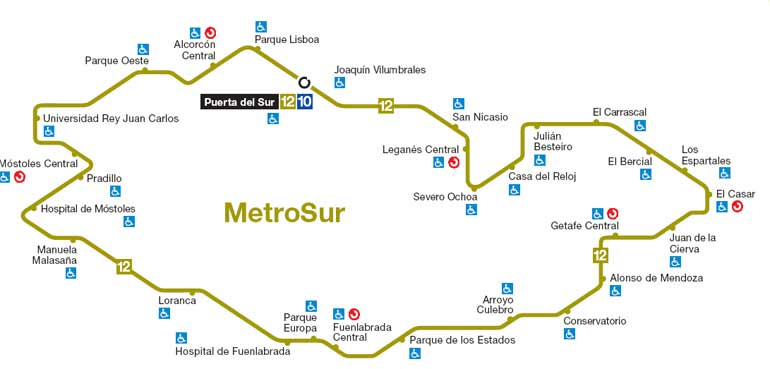 Parque Lisboa
Alcorcón
Central
Parque Oeste
Joaquín Vilumbrales
Puerta del Sur 12 10
12
Universidad Rey Juan Carlos
San Nicasio
El Carrascal
Julián
Besteiro
Leganés Central
Los
Espartales
El Bercial
Móstoles Central
Pradillo
Casa del Reloj
Severo Ochoa
El Casar
Hospital de Móstoles
MetroSur
Getafe Central
Juan de la
Cierva
Manuela
Malasaña
12
12
Alonso de Mendoza
Loranca
Arroyo
Culebro
Conservatorio
Parque
Europa
Fuenlabrada
Central
Parque de los Estados
Hospital de Fuenlabrada